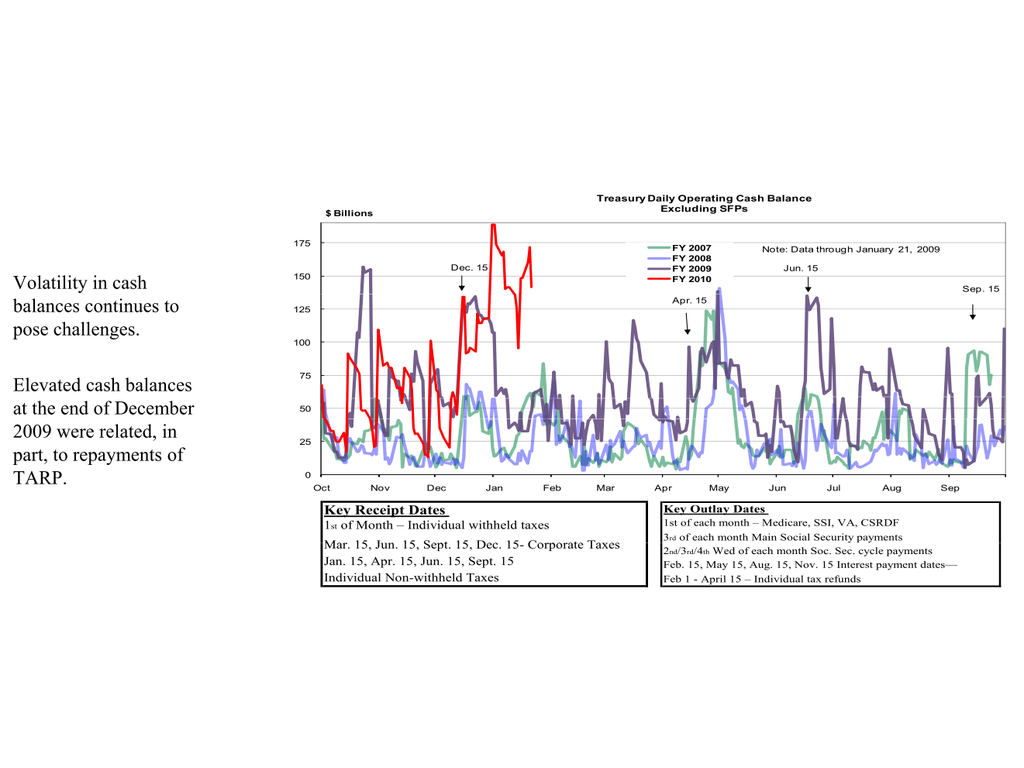 Volatility in cash
balances continues to
pose challenges.
Elevated cash balances
at the end of December
2009 were related, in
part, to repayments of
TARP.
Treasury Daily Operating Cash Balance
Excluding SFPs
$ Billions
175
150
125
100
75
50
25
0
Oct Nov Dec Jan Feb Mar Apr May Jun Jul Aug Sep
FY 2007
FY 2008
FY 2009
FY 2010
Note: Data through January 21, 2009
Dec. 15
Apr. 15
Jun. 15
Sep. 15
Key Receipt Dates
1st of Month – Individual withheld taxes
Mar. 15, Jun. 15, Sept. 15, Dec. 15- Corporate Taxes
Jan. 15, Apr. 15, Jun. 15, Sept. 15
Individual Non-withheld Taxes
Key Outlay Dates
1st of each month – Medicare, SSI, VA, CSRDF
3rd of each month Main Social Security payments
2nd/3rd/4th Wed of each month Soc. Sec. cycle payments
Feb. 15, May 15, Aug. 15, Nov. 15 Interest payment dates—
Feb 1 - April 15 – Individual tax refunds